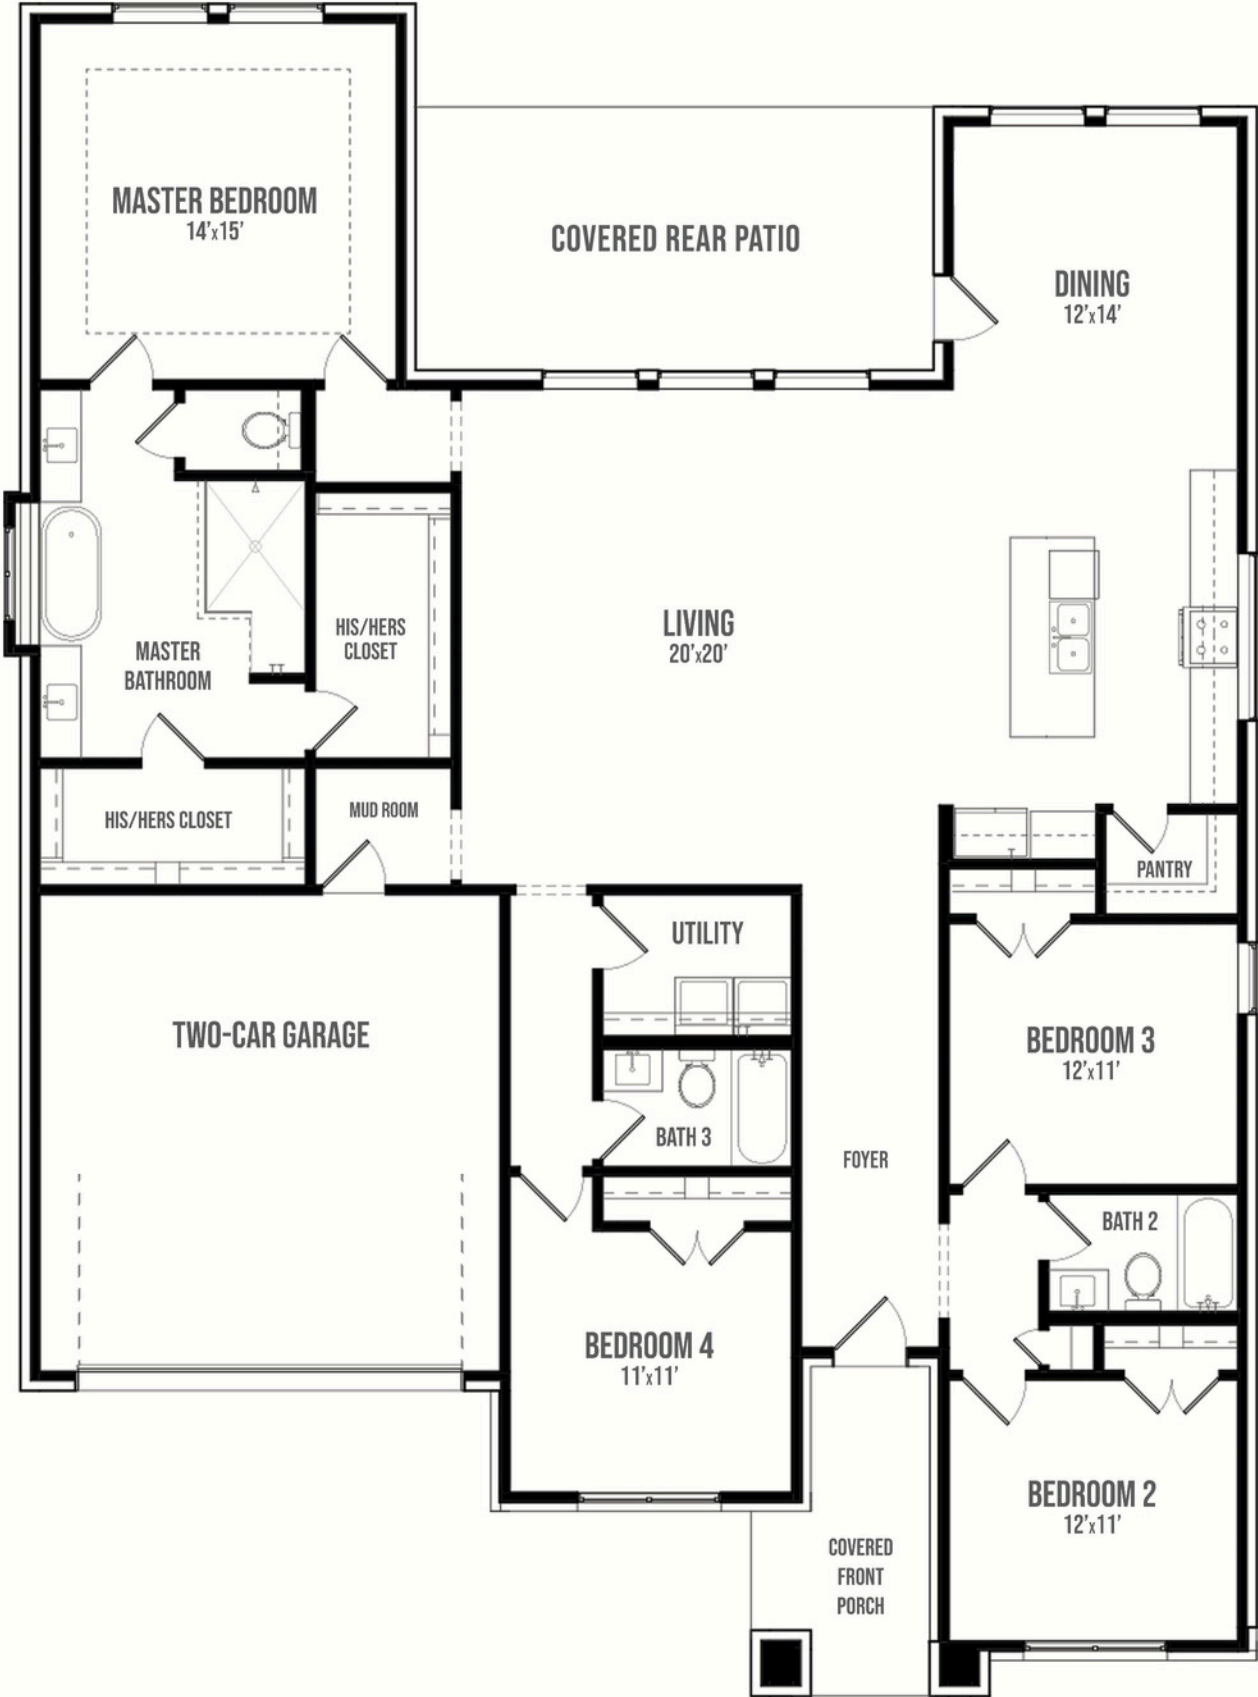 MASTER BEDROOM
14'x15'
COVERED REAR PATIO
DINING
12'x14'
LIVING
20'x20'
HIS/HERS
CLOSET
MASTER
BATHROOM
HIS/HERS CLOSET
MUD ROOM
PANTRY
UTILITY
TWO-CAR GARAGE
BEDROOM 3
12'x11'
BATH 3
FOYER
BATH 2
BEDROOM 4
11'x11'
BEDROOM 2
12'x11'
COVERED
FRONT
PORCH